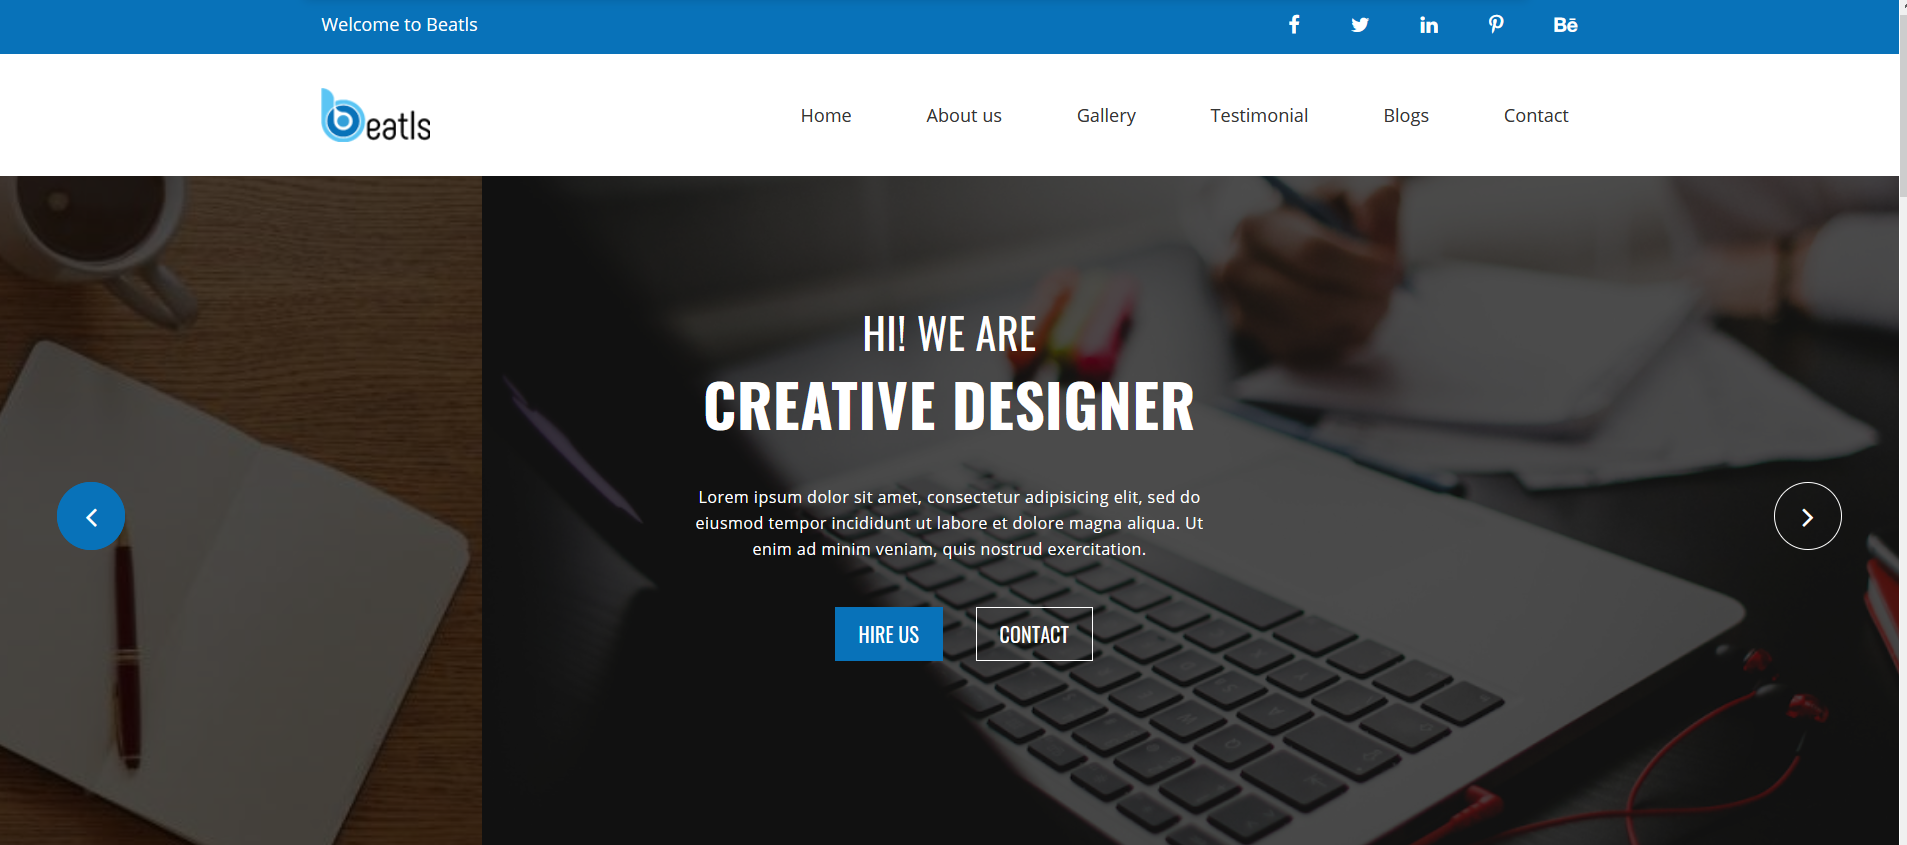 Welcome to Beatls
Bē
beatls
Home About us Gallery Testimonial Blogs Contact
HI! WE ARE
CREATIVE DESIGNER
Lorem ipsum dolor sit amet, consectetur adipisicing elit, sed do
eiusmod tempor incididunt ut labore et dolore magna aliqua. Ut
enim ad minim veniam, quis nostrud exercitation.
HIRE US CONTACT